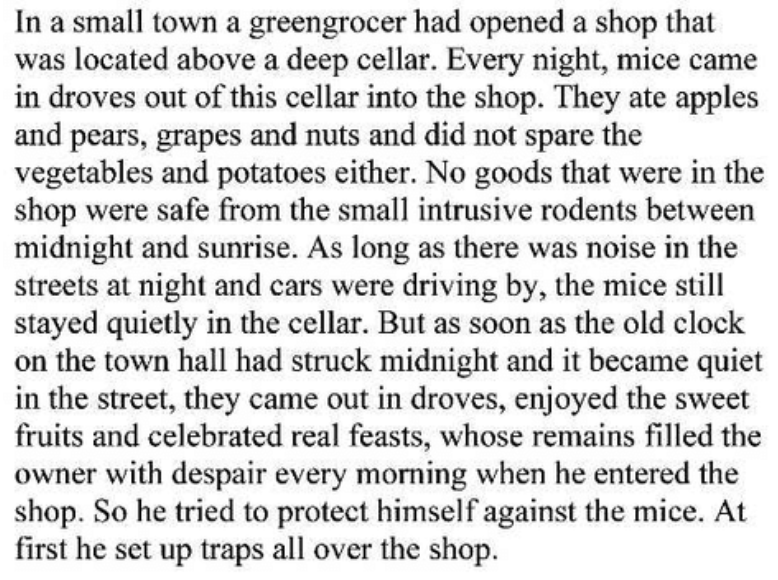 In a small town a greengrocer had opened a shop that
was located above a deep cellar. Every night, mice came
in droves out of this cellar into the shop. They ate apples
and pears, grapes and nuts and did not spare the
vegetables and potatoes either. No goods that were in the
shop were safe from the small intrusive rodents between
midnight and sunrise. As long as there was noise in the
streets at night and cars were driving by, the mice still
stayed quietly in the cellar. But as soon as the old clock
on the town hall had struck midnight and it became quiet
in the street, they came out in droves, enjoyed the sweet
fruits and celebrated real feasts, whose remains filled the
owner with despair every morning when he entered the
shop. So he tried to protect himself against the mice. At
first he set up traps all over the shop.